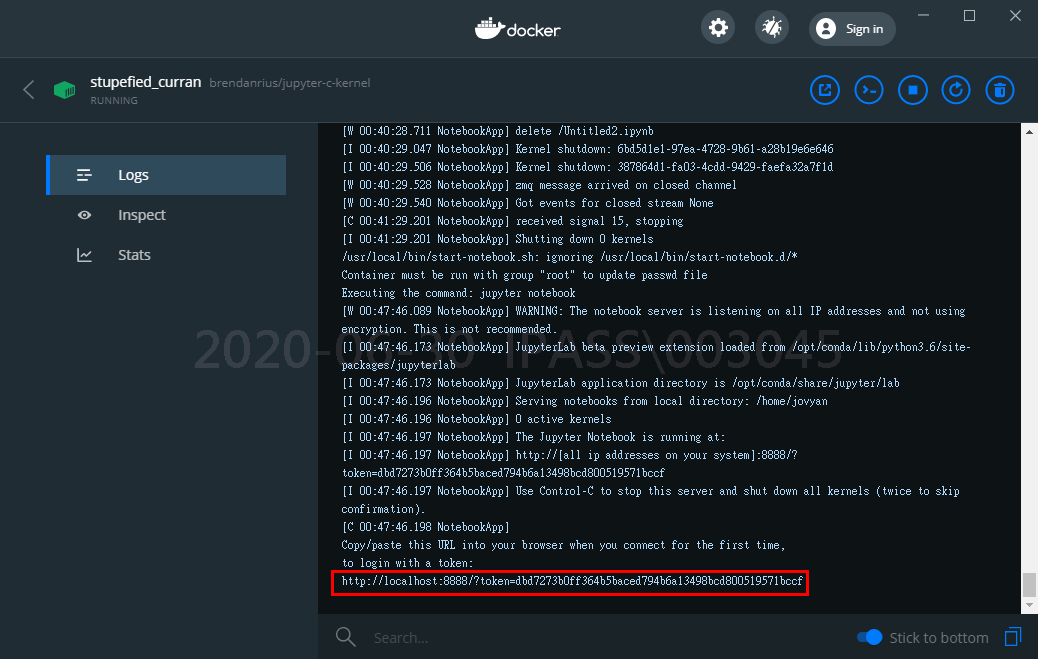 docker
Sign in
stupefied_curran brendanrius/jupyter-c-kernel
RUNNING
Logs
Inspect
Stats
[W 00:40:28.711 NotebookApp] delete /Untitled2.ipynb
[I 00:40:29.047 NotebookApp] Kernel shutdown: 6bd5d1e1-97ea-4728-9b61-a28b19e6e646
[I 00:40:29.506 NotebookApp] Kernel shutdown: 387864d1-fa03-4cdd-9429-faefa32a7f1d
[W 00:40:29.528 NotebookApp] zmq message arrived on closed channel
[W 00:40:29.540 NotebookApp] Got events for closed stream None
[C 00:41:29.201 NotebookApp] received signal 15, stopping
[I 00:41:29.201 NotebookApp] Shutting down 0 kernels
/usr/local/bin/start-notebook.sh: ignoring /usr/local/bin/start-notebook.d/*
Container must be run with group "root" to update passwd file
Executing the command: jupyter notebook
[W 00:47:46.089 NotebookApp] WARNING: The notebook server is listening on all IP addresses and not using
encryption. This is not recommended.
[I 00:47:46.173 NotebookApp] JupyterLab beta preview extension loaded from /opt/conda/lib/python3.6/site-
packages/jupyterlab
[I 00:47:46.173 NotebookApp] JupyterLab application directory is /opt/conda/share/jupyter/lab
[I 00:47:46.196 NotebookApp] Serving notebooks from local directory: /home/jovyan
[I 00:47:46.196 NotebookApp] 0 active kernels
[I 00:47:46.197 NotebookApp] The Jupyter Notebook is running at:
[I 00:47:46.197 NotebookApp] http://[all ip addresses on your system]:8888/?
token=dbd7273b0ff364b5baced794b6a13498bcd800519571bccf
[I 00:47:46.197 NotebookApp] Use Control-C to stop this server and shut down all kernels (twice to skip
confirmation).
[C 00:47:46.198 NotebookApp]
Copy/paste this URL into your browser when you connect for the first time,
to login with a token:
http://localhost:8888/?token=dbd7273b0ff364b5baced794b6a13498bcd800519571bccf
Search...
Stick to bottom